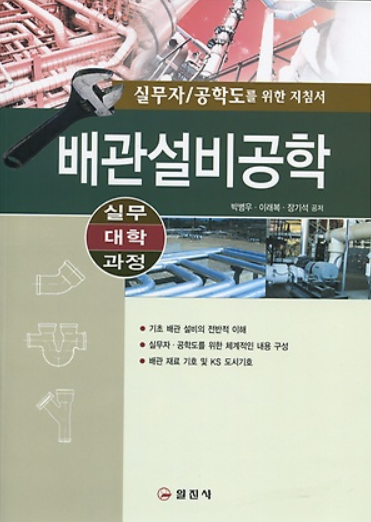 실무자/공학도를 위한 지침서
배관설비공학
박병우·이래복·장기석 공저
실무
대학
과정
● 기초 배관 설비의 전반적 이해
● 실무자·공학도를 위한 체계적인 내용 구성
● 배관 재료 기호 및 KS 도시기호
일진사